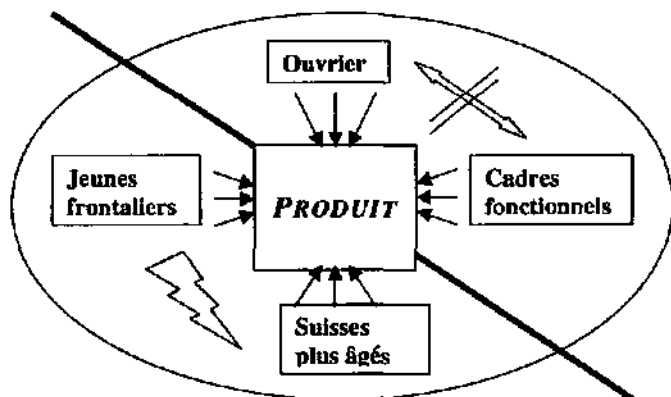 Ouvrier
Jeunes
frontaliers
PRODUIT
Cadres
fonctionnels
Suisses
plus âgés